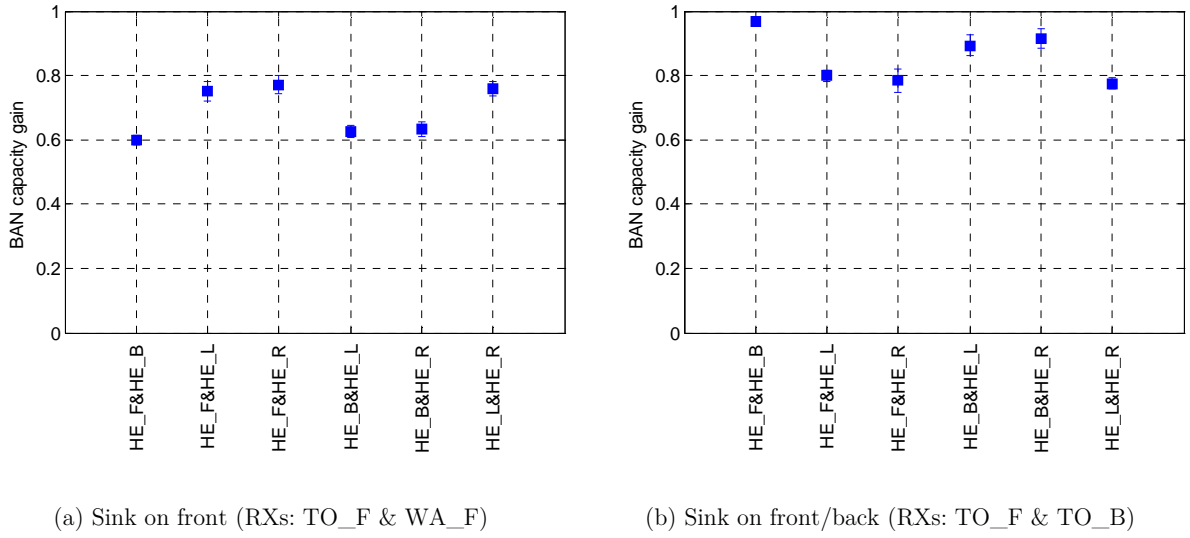 1
0.8
0.6
0.4
0.2
0
BAN capacity gain
HE_F&HE_B
HE_F&HE_L
HE_F&HE_R
HE_B&HE_L
HE_B&HE_R
HE_L&HE_R
(a) Sink on front (RXs: TO_F & WA_F)
1
0.8
0.6
0.4
0.2
0
BAN capacity gain
HE_F&HE_B
HE_F&HE_L
HE_F&HE_R
HE_B&HE_L
HE_B&HE_R
HE_L&HE_R
(b) Sink on front/back (RXs: TO_F & TO_B)